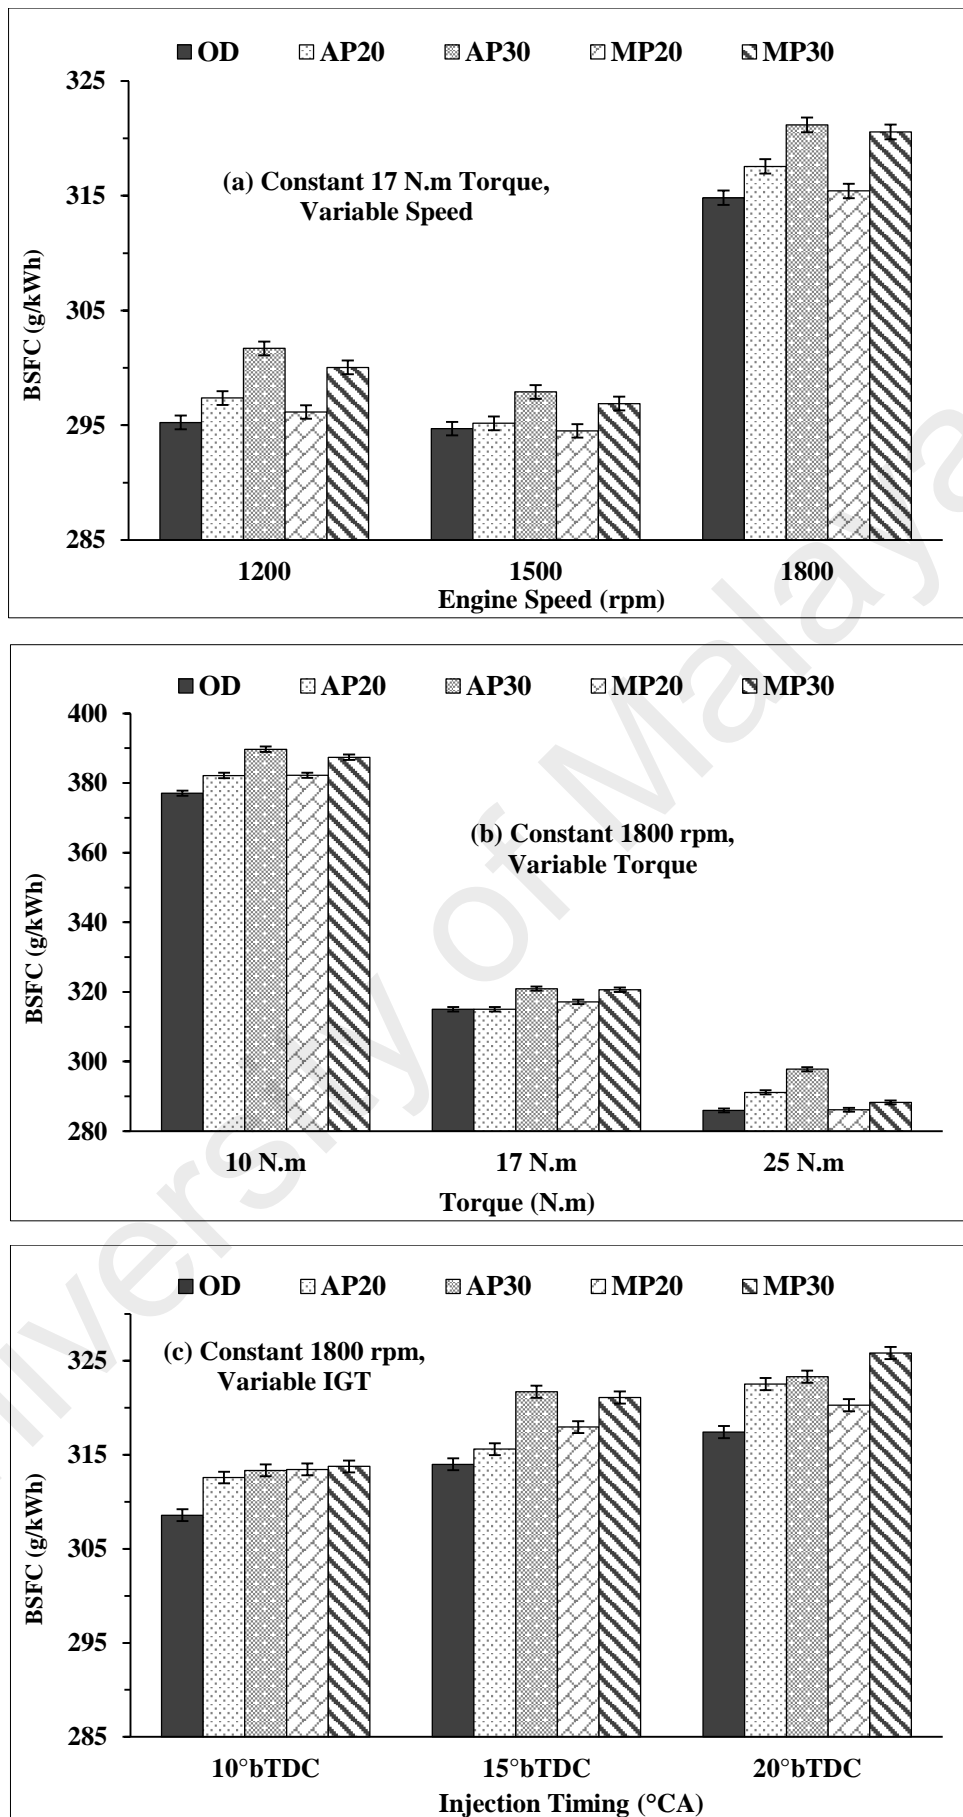 OD AP20 AP30 MP20 MP30
325
315
305
295
285
BSFC (g/kWh)
(a) Constant 17 N.m Torque,
Variable Speed
1200 1500 1800
Engine Speed (rpm)
OD AP20 AP30 MP20 MP30
400
380
360
340
320
300
280
BSFC (g/kWh)
(b) Constant 1800 rpm,
Variable Torque
10 N.m 17 N.m 25 N.m
Torque (N.m)
OD AP20 AP30 MP20 MP30
325
315
305
295
285
BSFC (g/kWh)
(c) Constant 1800 rpm,
Variable IGT
10°bTDC 15°bTDC 20°bTDC
Injection Timing (°CA)
iversity of Malaya